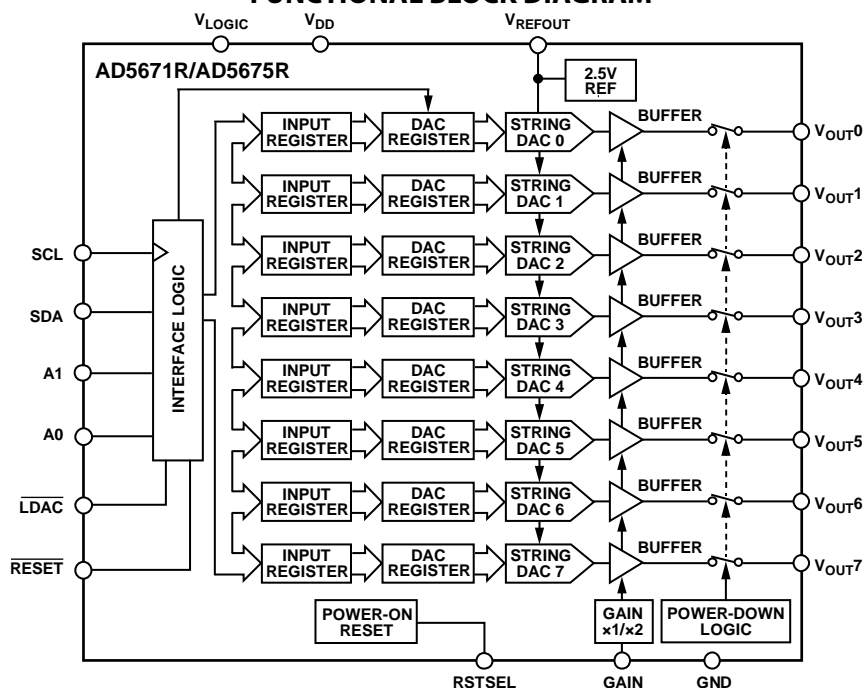 FUNCTIONAL BLOCK DIAGRAM
VLOGIC VDD VREFOUT
AD5671R/AD5675R
2.5V
REF
INPUT REGISTER DAC REGISTER STRING DAC 0 BUFFER VOUT0
INPUT REGISTER DAC REGISTER STRING DAC 1 BUFFER VOUT1
SCL
INPUT REGISTER DAC REGISTER STRING DAC 2 BUFFER VOUT2
SDA
INTERFACE LOGIC
INPUT REGISTER DAC REGISTER STRING DAC 3 BUFFER VOUT3
A1
INPUT REGISTER DAC REGISTER STRING DAC 4 BUFFER VOUT4
A0
INPUT REGISTER DAC REGISTER STRING DAC 5 BUFFER VOUT5
LDAC
INPUT REGISTER DAC REGISTER STRING DAC 6 BUFFER VOUT6
RESET
INPUT REGISTER DAC REGISTER STRING DAC 7 BUFFER VOUT7
POWER-ON RESET
GAIN ×1/×2
POWER-DOWN LOGIC
RSTSEL GAIN GND